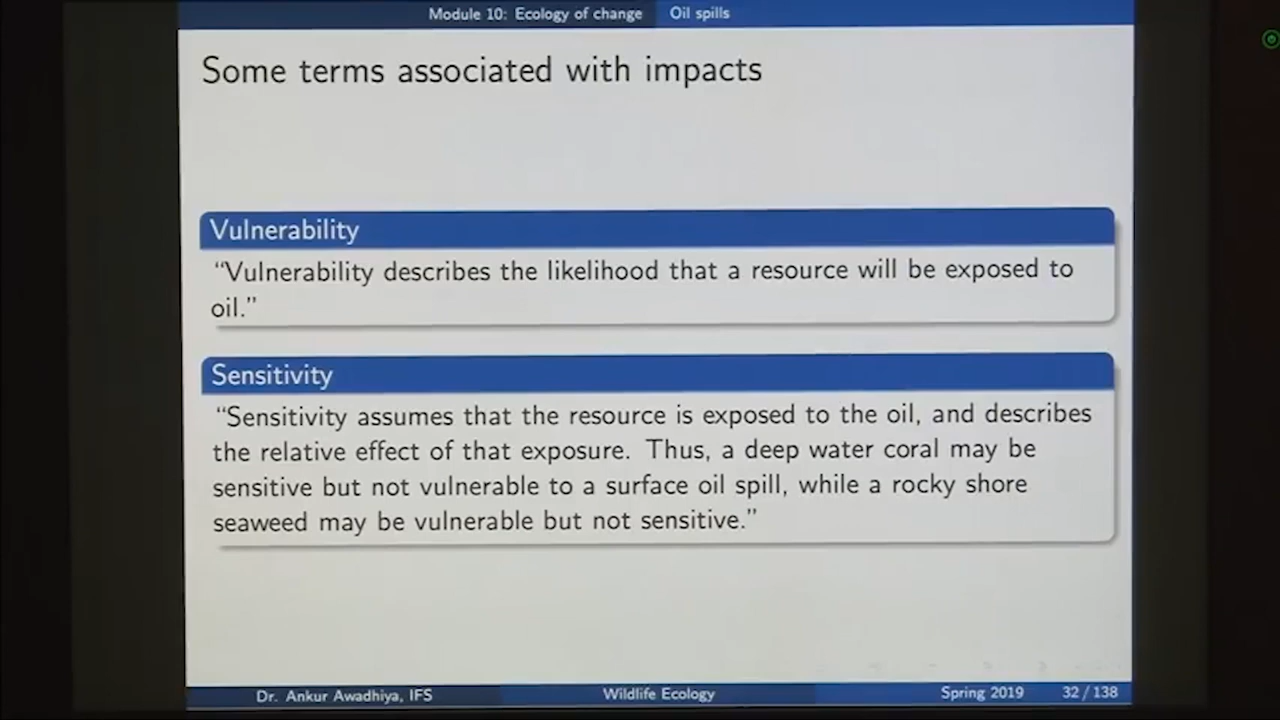 Module 10: Ecology of change Oil spills
Some terms associated with impacts
Vulnerability
“Vulnerability describes the likelihood that a resource will be exposed to
oil.”
Sensitivity
“Sensitivity assumes that the resource is exposed to the oil, and describes
the relative effect of that exposure. Thus, a deep water coral may be
sensitive but not vulnerable to a surface oil spill, while a rocky shore
seaweed may be vulnerable but not sensitive.”
Dr. Ankur Awadhiya, IFS Wildlife Ecology Spring 2019 32 / 138